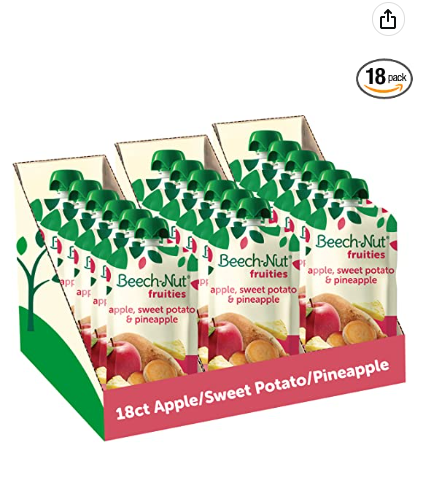 18 pack
Beech-Nut®
fruities
apple, sweet potato
& pineapple
Beech-Nut®
fruities
apple, sweet potato
& pineapple
Beech-Nut®
fruities
apple, sweet potato
& pineapple
18ct Apple/Sweet Potato/Pineapple